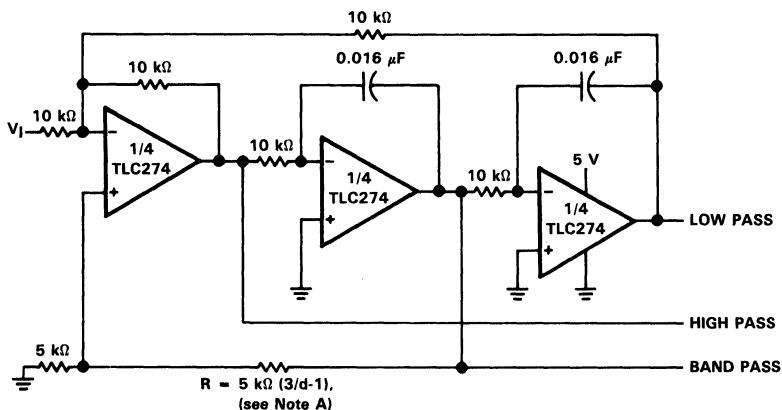 10 kΩ
0.016 μF
0.016 μF
10 kΩ
VI
10 kΩ
−
1/4
TLC274
+
10 kΩ
−
1/4
TLC274
+
10 kΩ
−
5 V
1/4
TLC274
+
LOW PASS
HIGH PASS
5 kΩ
BAND PASS
R = 5 kΩ (3/d-1),
(see Note A)